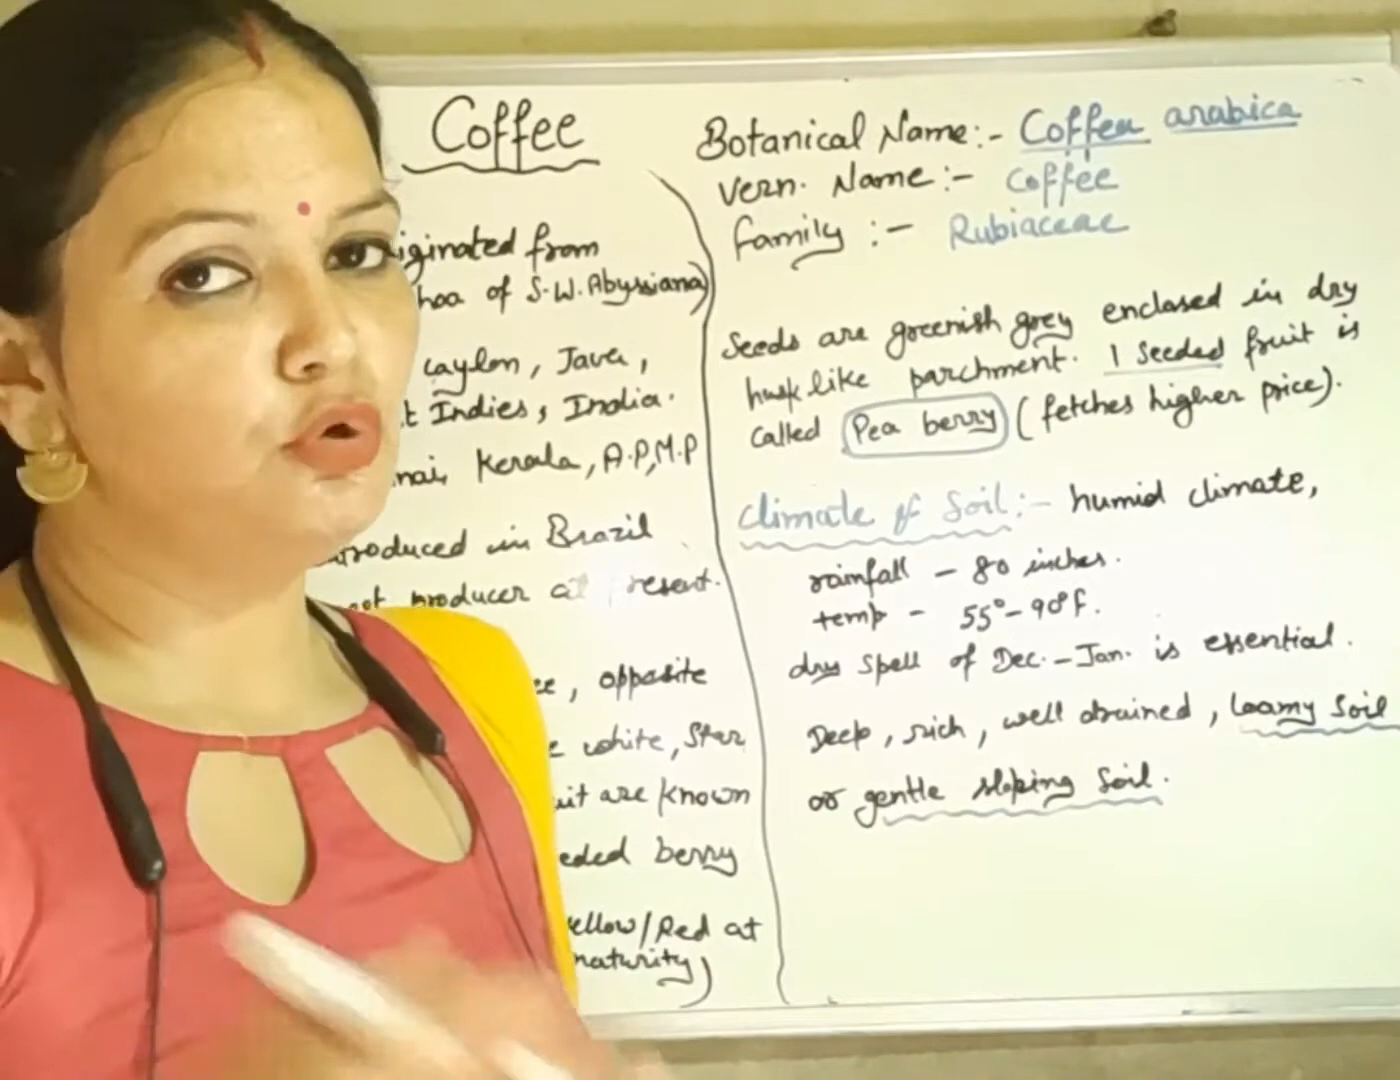 Coffee
iginated from
hoa of S.W. Abyssiana)
caylon, Java,
t Indies, India.
nai, Kerala, A.P, M.P
roduced in Brazil
producer at present.
, opposite
white, Star
uit are known
eded berry
ellow/Red at
naturity)
Botanical Name:- Coffea arabica
Vern. Name:- Coffee
family :- Rubiaceae
Seeds are greenish grey enclosed in dry
husk like parchment. 1 Seeded fruit is
called Pea berry (fetches higher price).
Climate & Soil:- humid climate,
rainfall - 80 inches.
temp - 55°-90°F.
dry spell of Dec.-Jan. is essential.
Deep, rich, well drained, loamy soil
or gentle sloping soil.